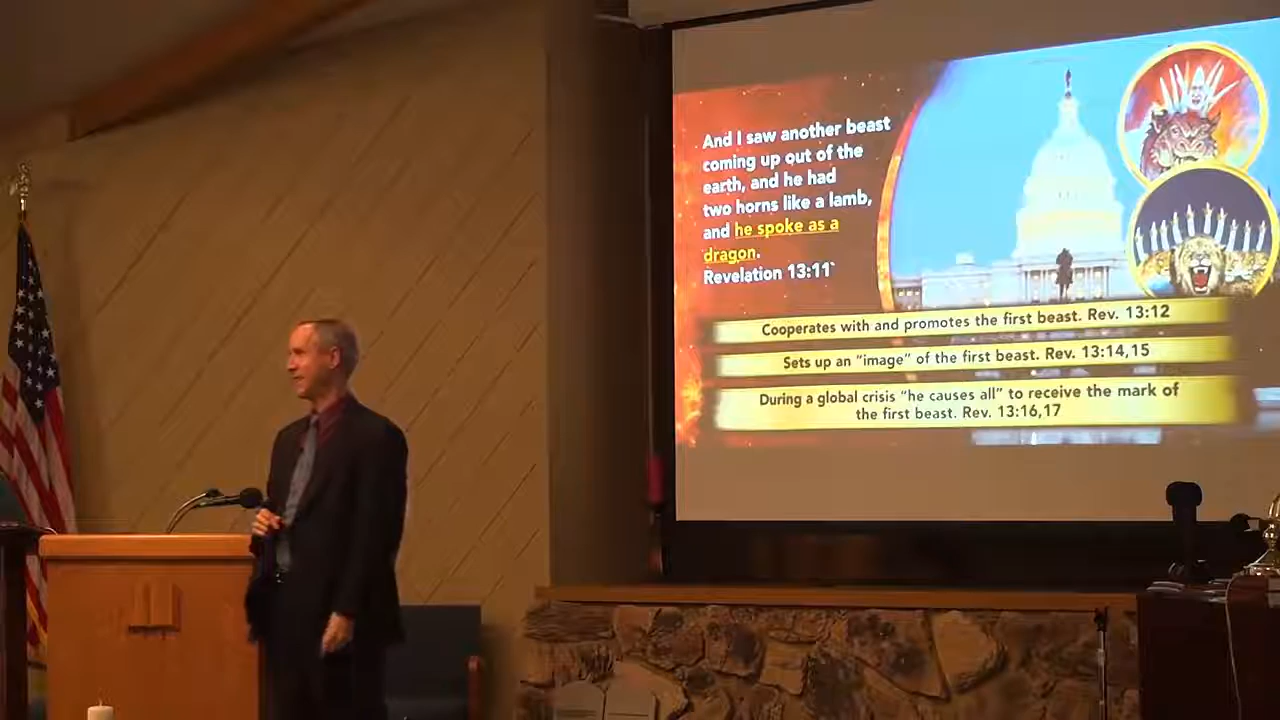 And I saw another beast
coming up out of the
earth, and he had
two horns like a lamb,
and he spoke as a
dragon.
Revelation 13:11
Cooperates with and promotes the first beast. Rev. 13:12
Sets up an “image” of the first beast. Rev. 13:14,15
During a global crisis “he causes all” to receive the mark of
the first beast. Rev. 13:16,17